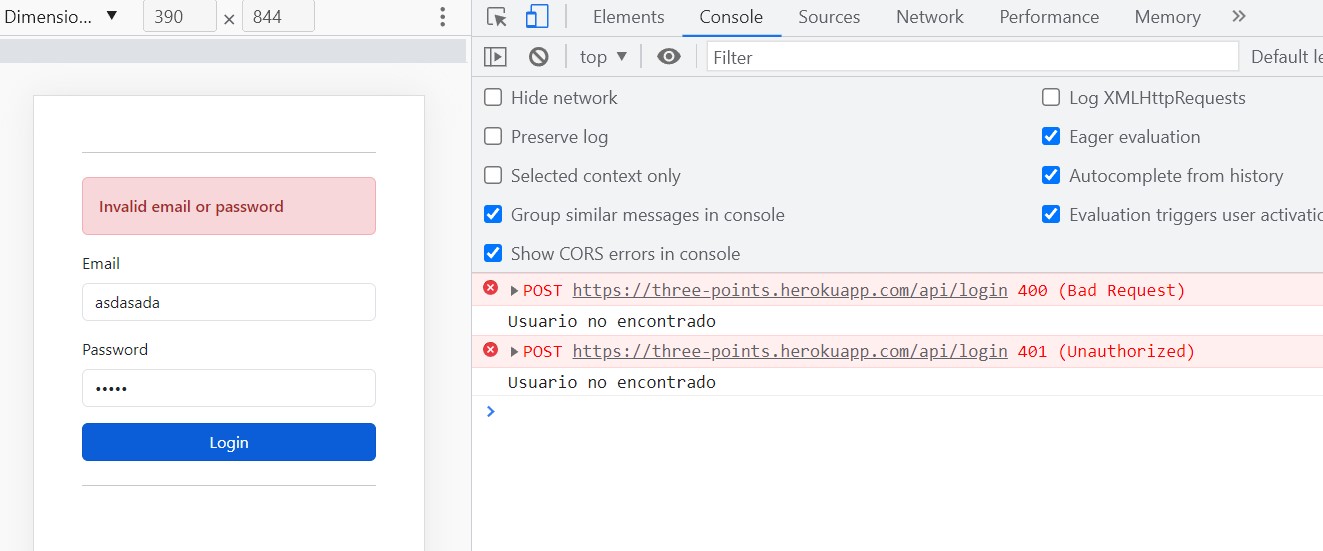 Dimensio... ▼ 390 × 844
Elements Console Sources Network Performance Memory »
top ▼ Filter Default le
Hide network Log XMLHttpRequests
Preserve log Eager evaluation
Selected context only Autocomplete from history
Group similar messages in console Evaluation triggers user activatio
Show CORS errors in console
POST https://three-points.herokuapp.com/api/login 400 (Bad Request)
Usuario no encontrado
POST https://three-points.herokuapp.com/api/login 401 (Unauthorized)
Usuario no encontrado
Invalid email or password
Email
asdasada
Password
•••••
Login